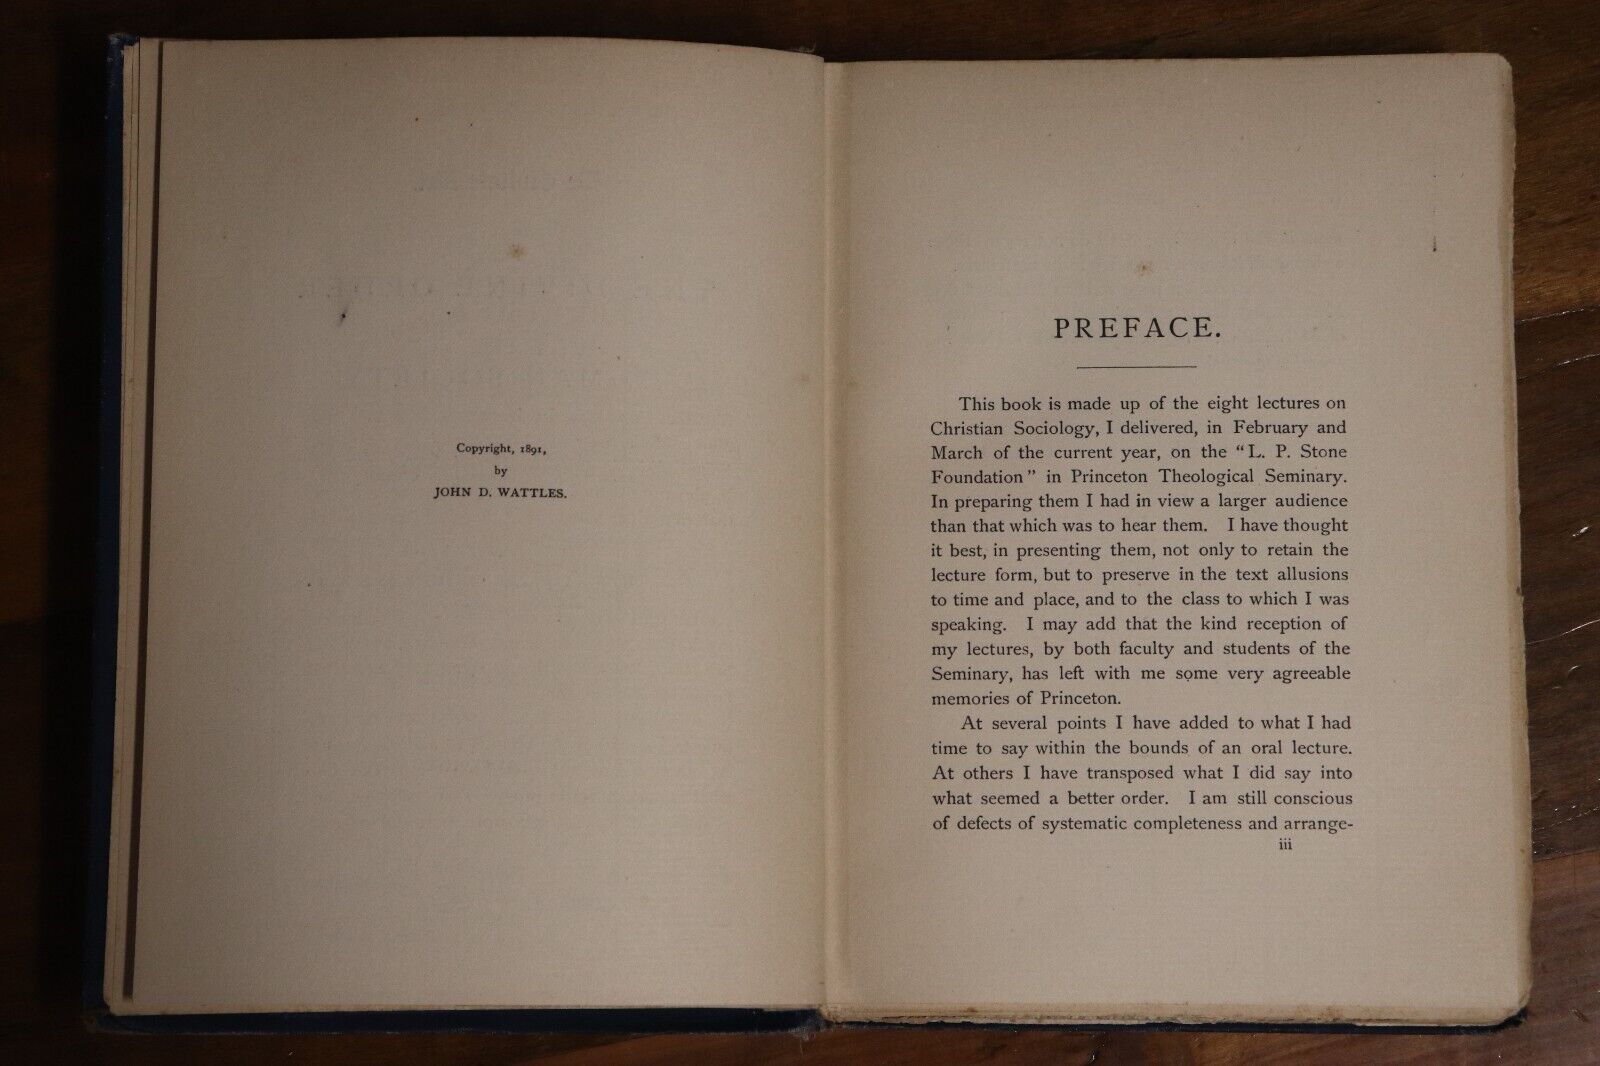 Copyright, 1891,
by
JOHN D. WATTLES.
PREFACE.
This book is made up of the eight lectures on
Christian Sociology, I delivered, in February and
March of the current year, on the "L. P. Stone
Foundation" in Princeton Theological Seminary.
In preparing them I had in view a larger audience
than that which was to hear them. I have thought
it best, in presenting them, not only to retain the
lecture form, but to preserve in the text allusions
to time and place, and to the class to which I was
speaking. I may add that the kind reception of
my lectures, by both faculty and students of the
Seminary, has left with me some very agreeable
memories of Princeton.
At several points I have added to what I had
time to say within the bounds of an oral lecture.
At others I have transposed what I did say into
what seemed a better order. I am still conscious
of defects of systematic completeness and arrange-
iii